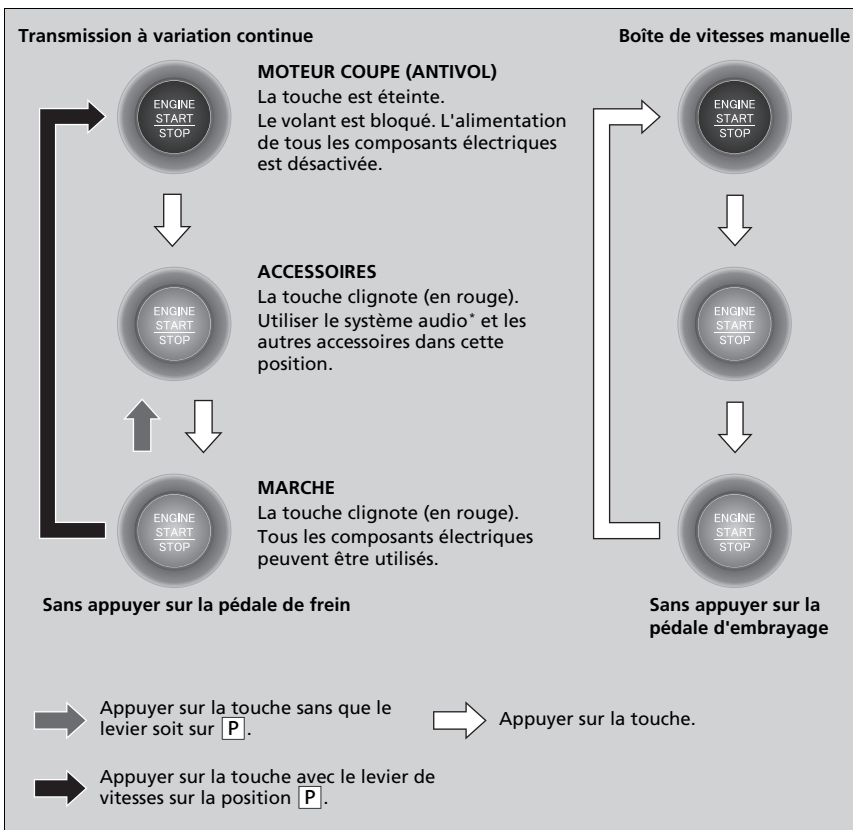 Transmission à variation continue
Boîte de vitesses manuelle
ENGINE
START
STOP
MOTEUR COUPE (ANTIVOL)
La touche est éteinte.
Le volant est bloqué. L'alimentation
de tous les composants électriques
est désactivée.
ENGINE
START
STOP
ENGINE
START
STOP
ACCESSOIRES
La touche clignote (en rouge).
Utiliser le système audio* et les
autres accessoires dans cette
position.
ENGINE
START
STOP
ENGINE
START
STOP
MARCHE
La touche clignote (en rouge).
Tous les composants électriques
peuvent être utilisés.
ENGINE
START
STOP
Sans appuyer sur la pédale de frein
Sans appuyer sur la
pédale d'embrayage
Appuyer sur la touche sans que le
levier soit sur P.
Appuyer sur la touche.
Appuyer sur la touche avec le levier de
vitesses sur la position P.